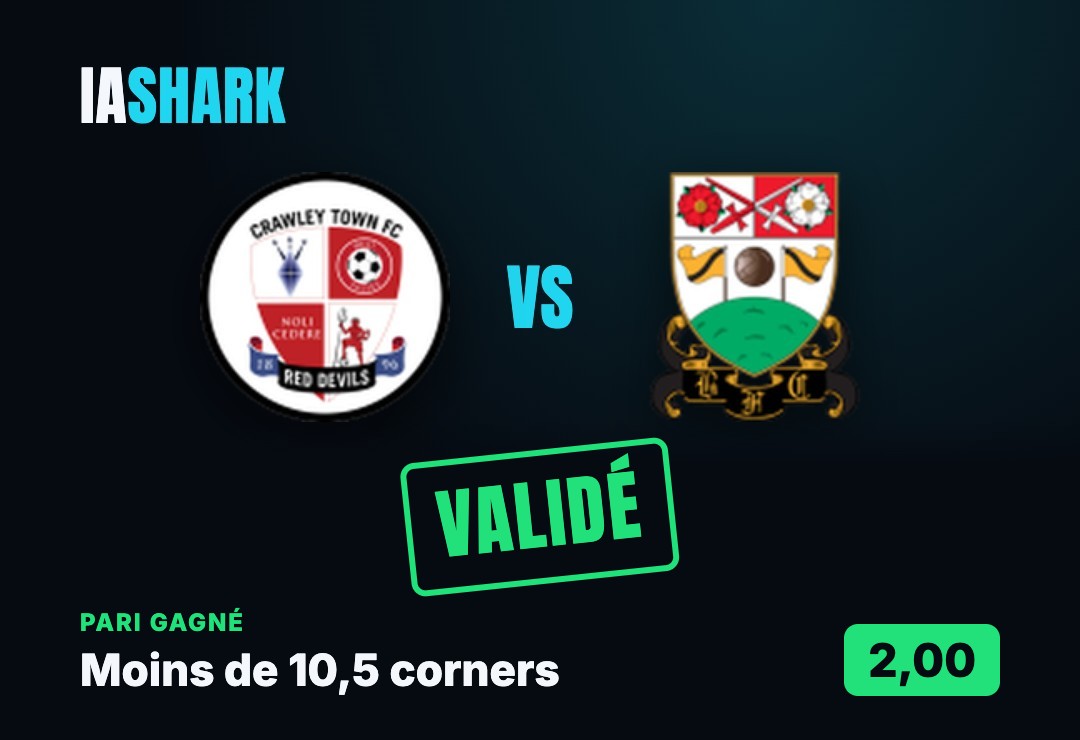 IASHARK
CRAWLEY TOWN FC
NOLI
CEDERE
18 96
RED DEVILS
VS
B F C
VALIDÉ
PARI GAGNÉ
Moins de 10,5 corners
2,00